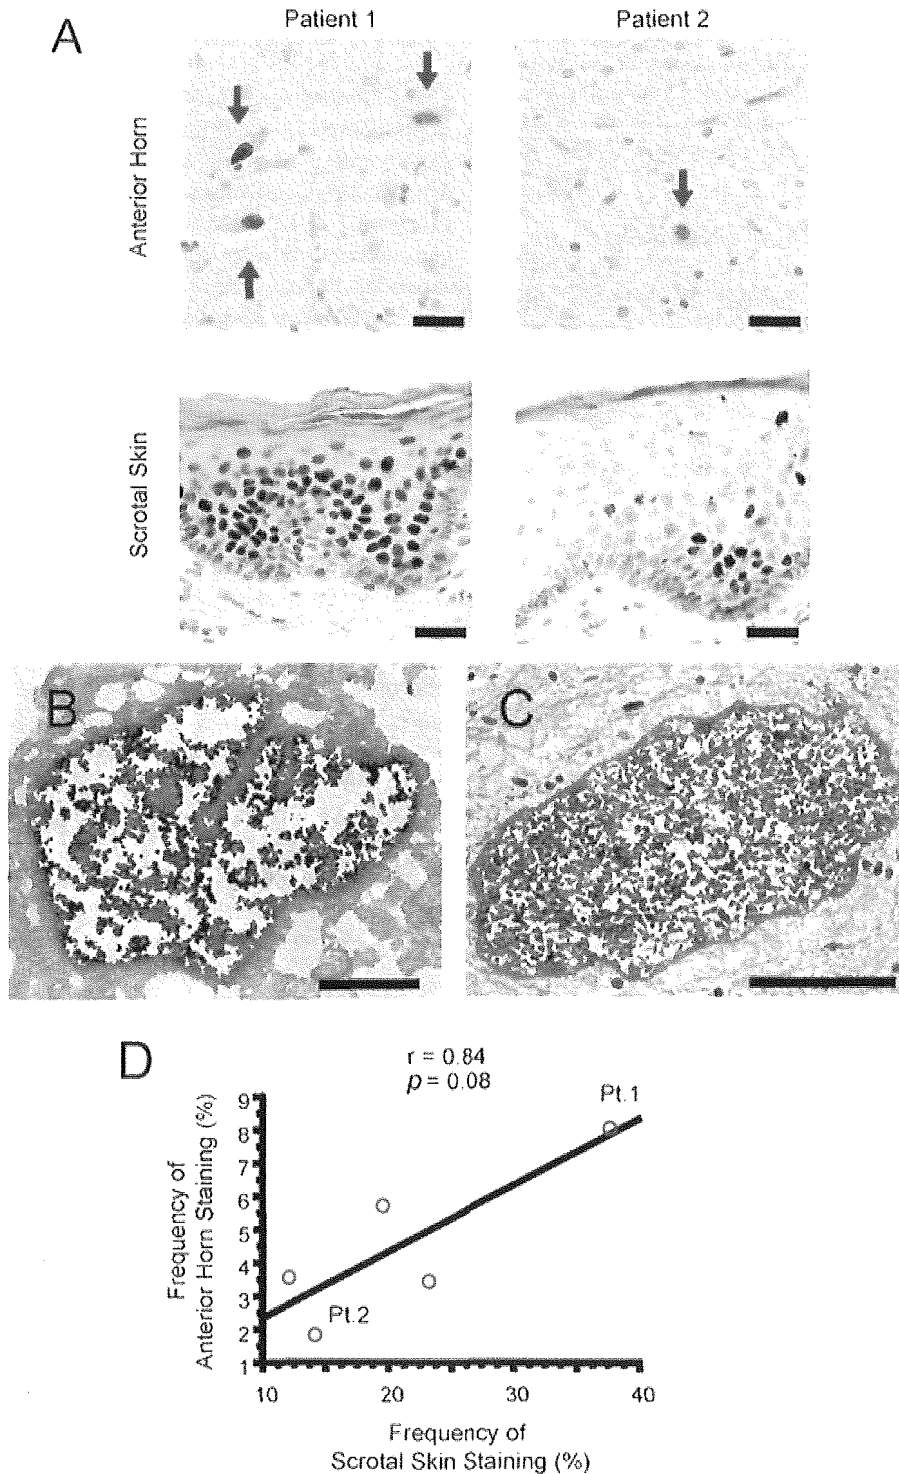 A
Patient 1
Patient 2
Anterior Horn
Scrotal Skin
B
C
D
r = 0.84
p = 0.08
Pt.1
Pt.2
Frequency of
Anterior Horn Staining (%)
9
8
7
6
5
4
3
2
1
10
20
30
40
Frequency of
Scrotal Skin Staining (%)